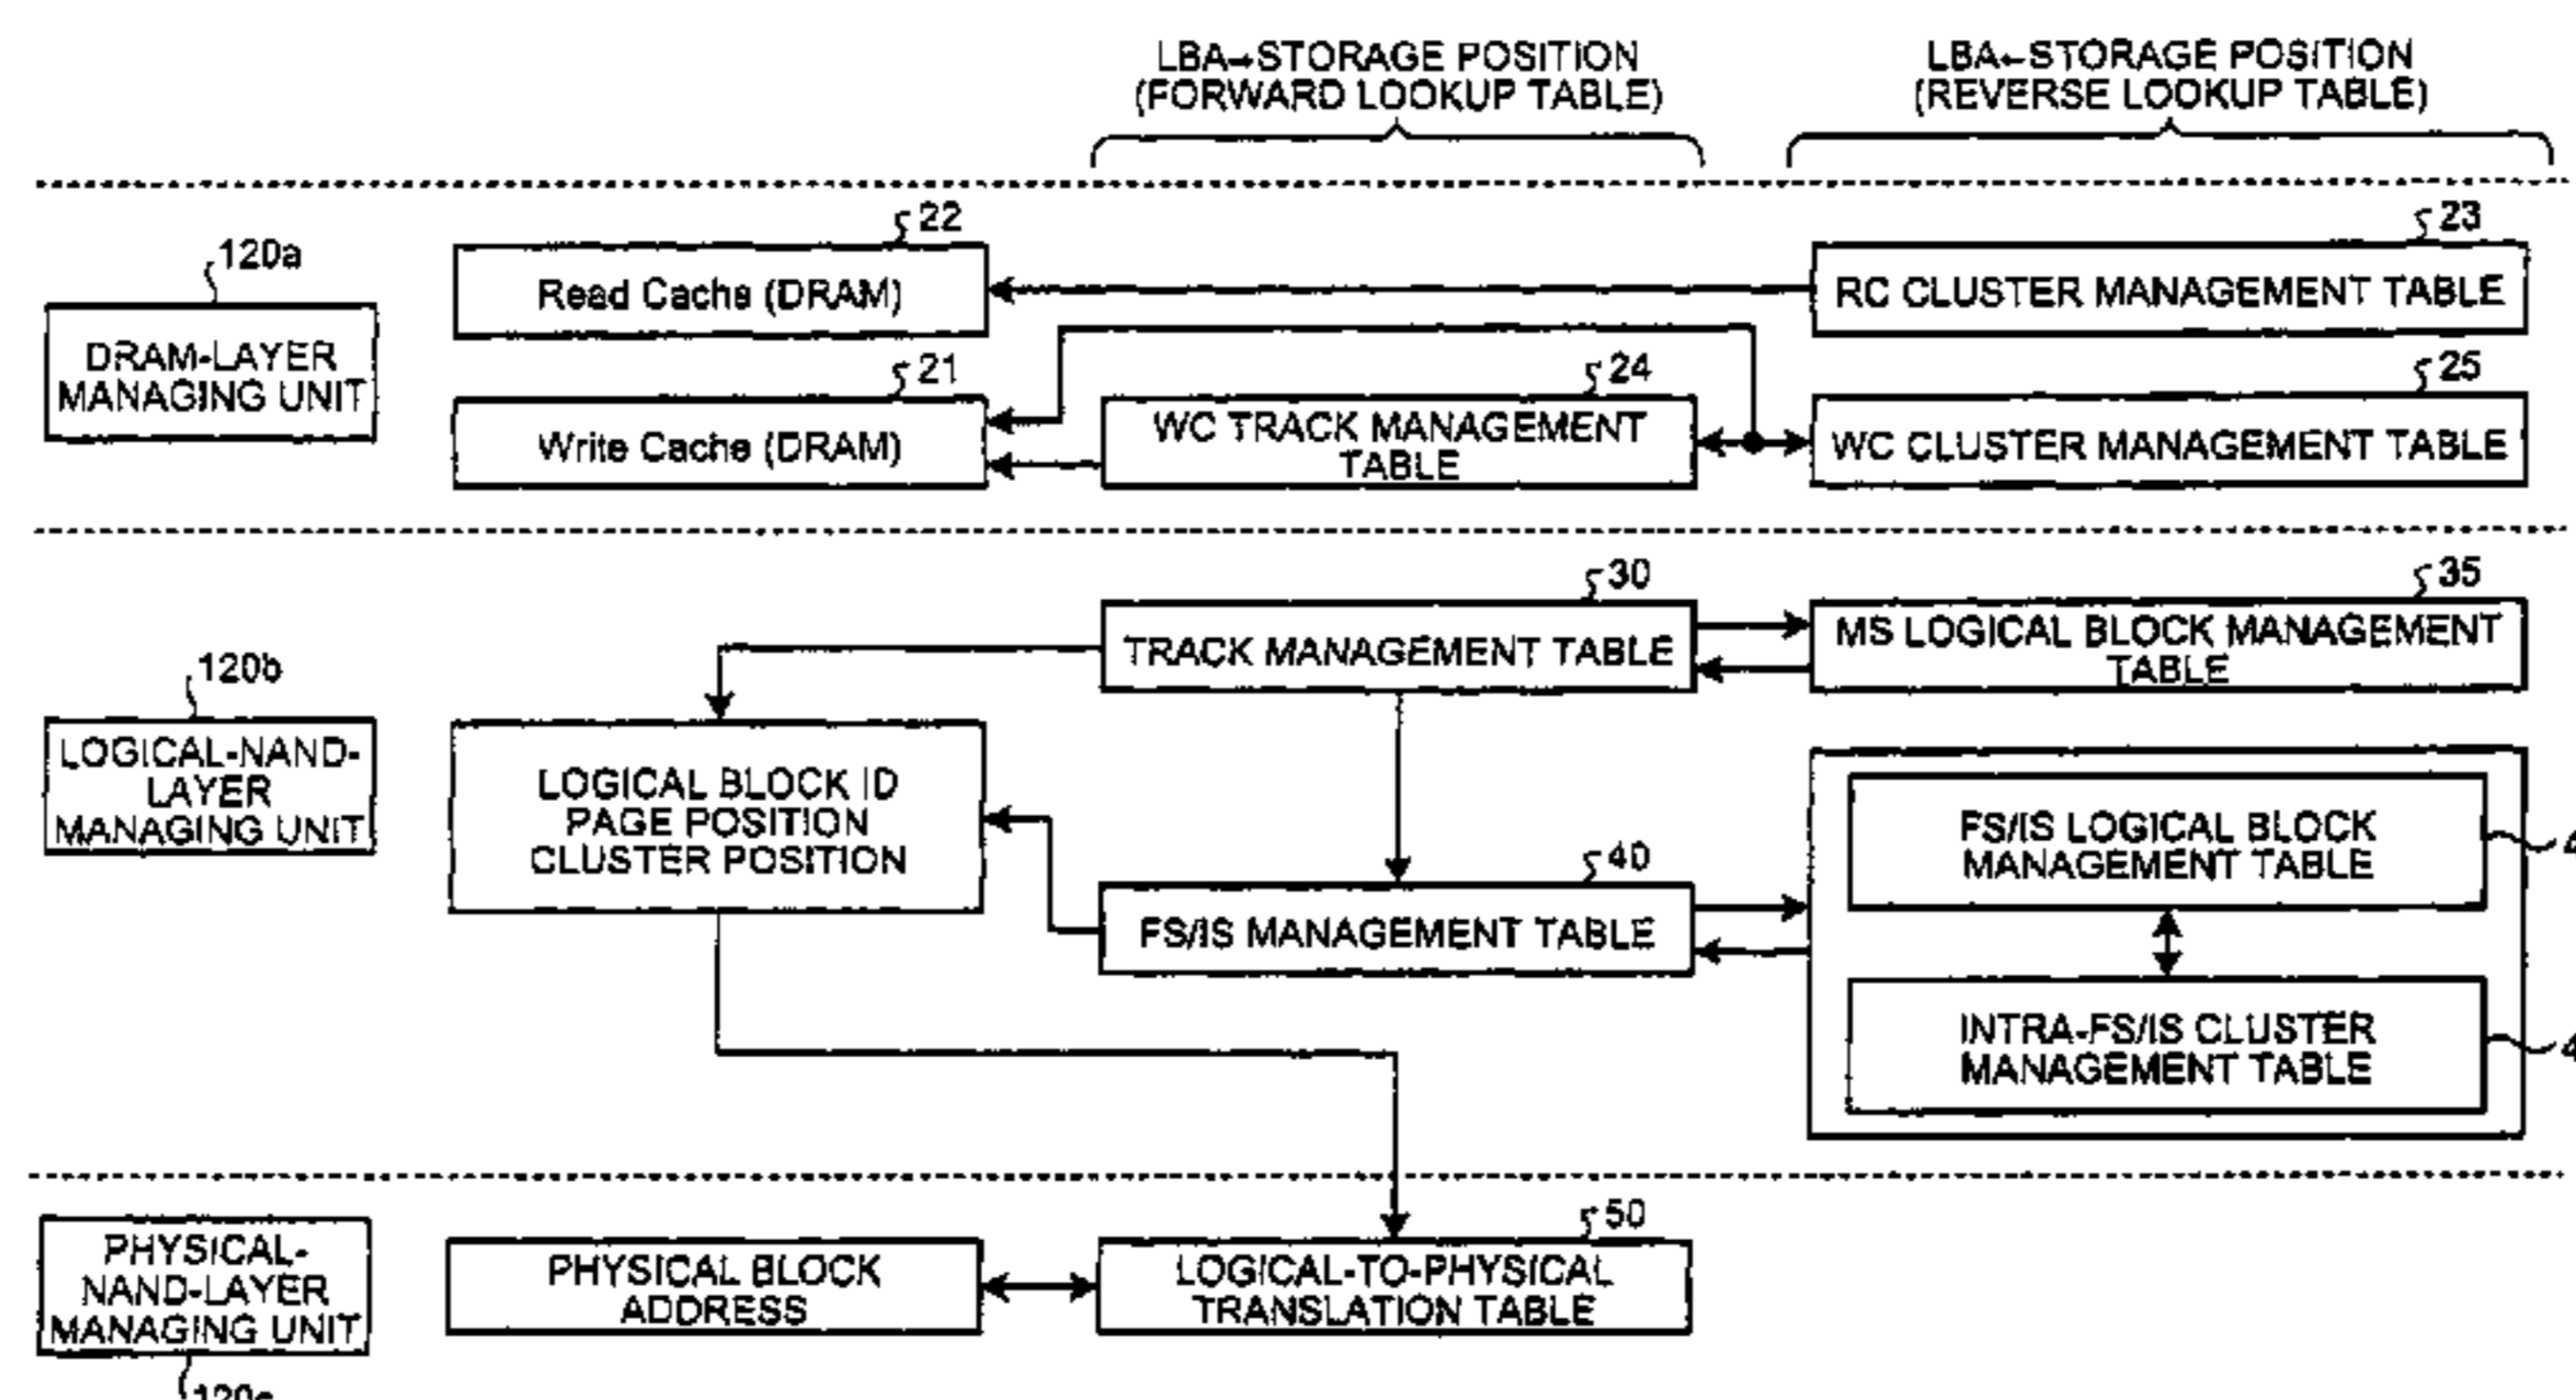 LBA→STORAGE POSITION
(FORWARD LOOKUP TABLE)
LBA←STORAGE POSITION
(REVERSE LOOKUP TABLE)
120a
DRAM-LAYER
MANAGING UNIT
22
Read Cache (DRAM)
23
RC CLUSTER MANAGEMENT TABLE
21
Write Cache (DRAM)
24
WC TRACK MANAGEMENT
TABLE
25
WC CLUSTER MANAGEMENT TABLE
30
TRACK MANAGEMENT TABLE
35
MS LOGICAL BLOCK MANAGEMENT
TABLE
120b
LOGICAL-NAND-
LAYER
MANAGING UNIT
LOGICAL BLOCK ID
PAGE POSITION
CLUSTER POSITION
40
FS/IS MANAGEMENT TABLE
FS/IS LOGICAL BLOCK
MANAGEMENT TABLE
INTRA-FS/IS CLUSTER
MANAGEMENT TABLE
PHYSICAL-
NAND-LAYER
MANAGING UNIT
120c
PHYSICAL BLOCK
ADDRESS
50
LOGICAL-TO-PHYSICAL
TRANSLATION TABLE